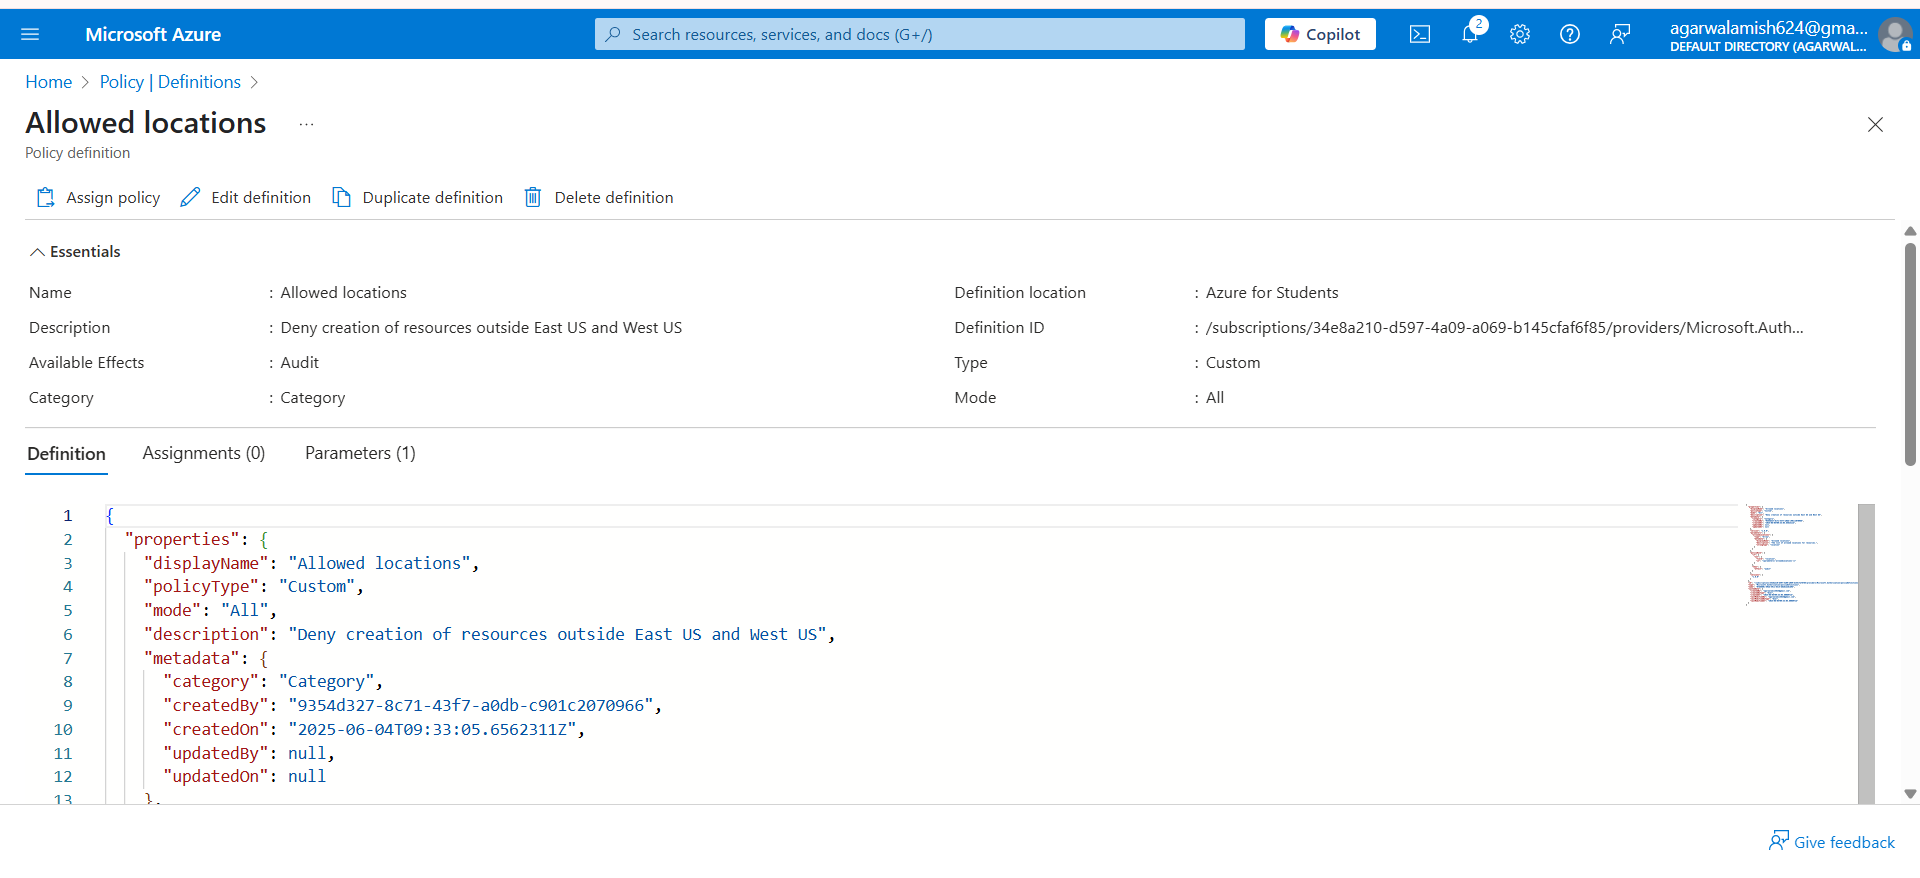 Microsoft Azure
Search resources, services, and docs (G+/)
Copilot
2
agarwalamish624@gma...
DEFAULT DIRECTORY (AGARWAL...
Home > Policy | Definitions >
Allowed locations ...
Policy definition
Assign policy Edit definition Duplicate definition Delete definition
Essentials
Name : Allowed locations
Definition location : Azure for Students
Description : Deny creation of resources outside East US and West US
Definition ID : /subscriptions/34e8a210-d597-4a09-a069-b145cfaf6f85/providers/Microsoft.Auth...
Available Effects : Audit
Type : Custom
Category : Category
Mode : All
Definition Assignments (0) Parameters (1)
1 {
2 "properties": {
3 "displayName": "Allowed locations",
4 "policyType": "Custom",
5 "mode": "All",
6 "description": "Deny creation of resources outside East US and West US",
7 "metadata": {
8 "category": "Category",
9 "createdBy": "9354d327-8c71-43f7-a0db-c901c2070966",
10 "createdOn": "2025-06-04T09:33:05.6562311Z",
11 "updatedBy": null,
12 "updatedOn": null
13 },
Give feedback